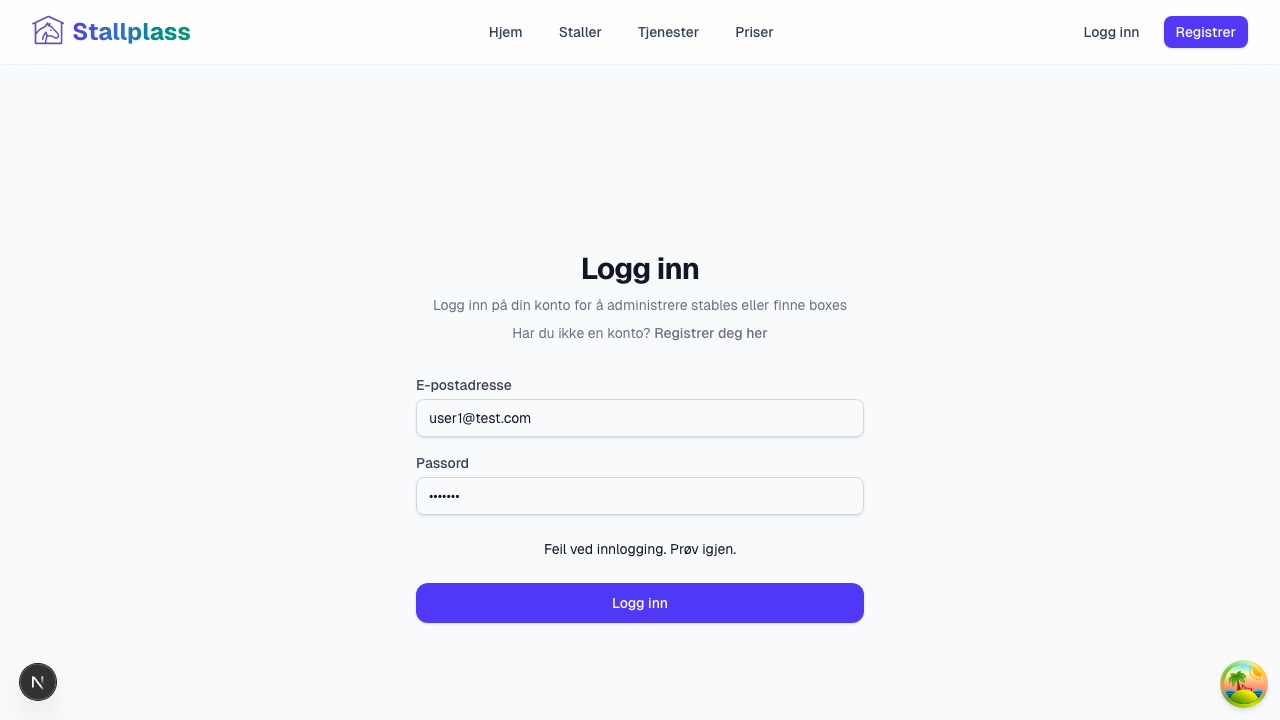 Stallplass
Hjem
Staller
Tjenester
Priser
Logg inn
Registrer
Logg inn
Logg inn på din konto for å administrere stables eller finne boxes
Har du ikke en konto? Registrer deg her
E-postadresse
user1@test.com
Passord
•••••••
Feil ved innlogging. Prøv igjen.
Logg inn
N